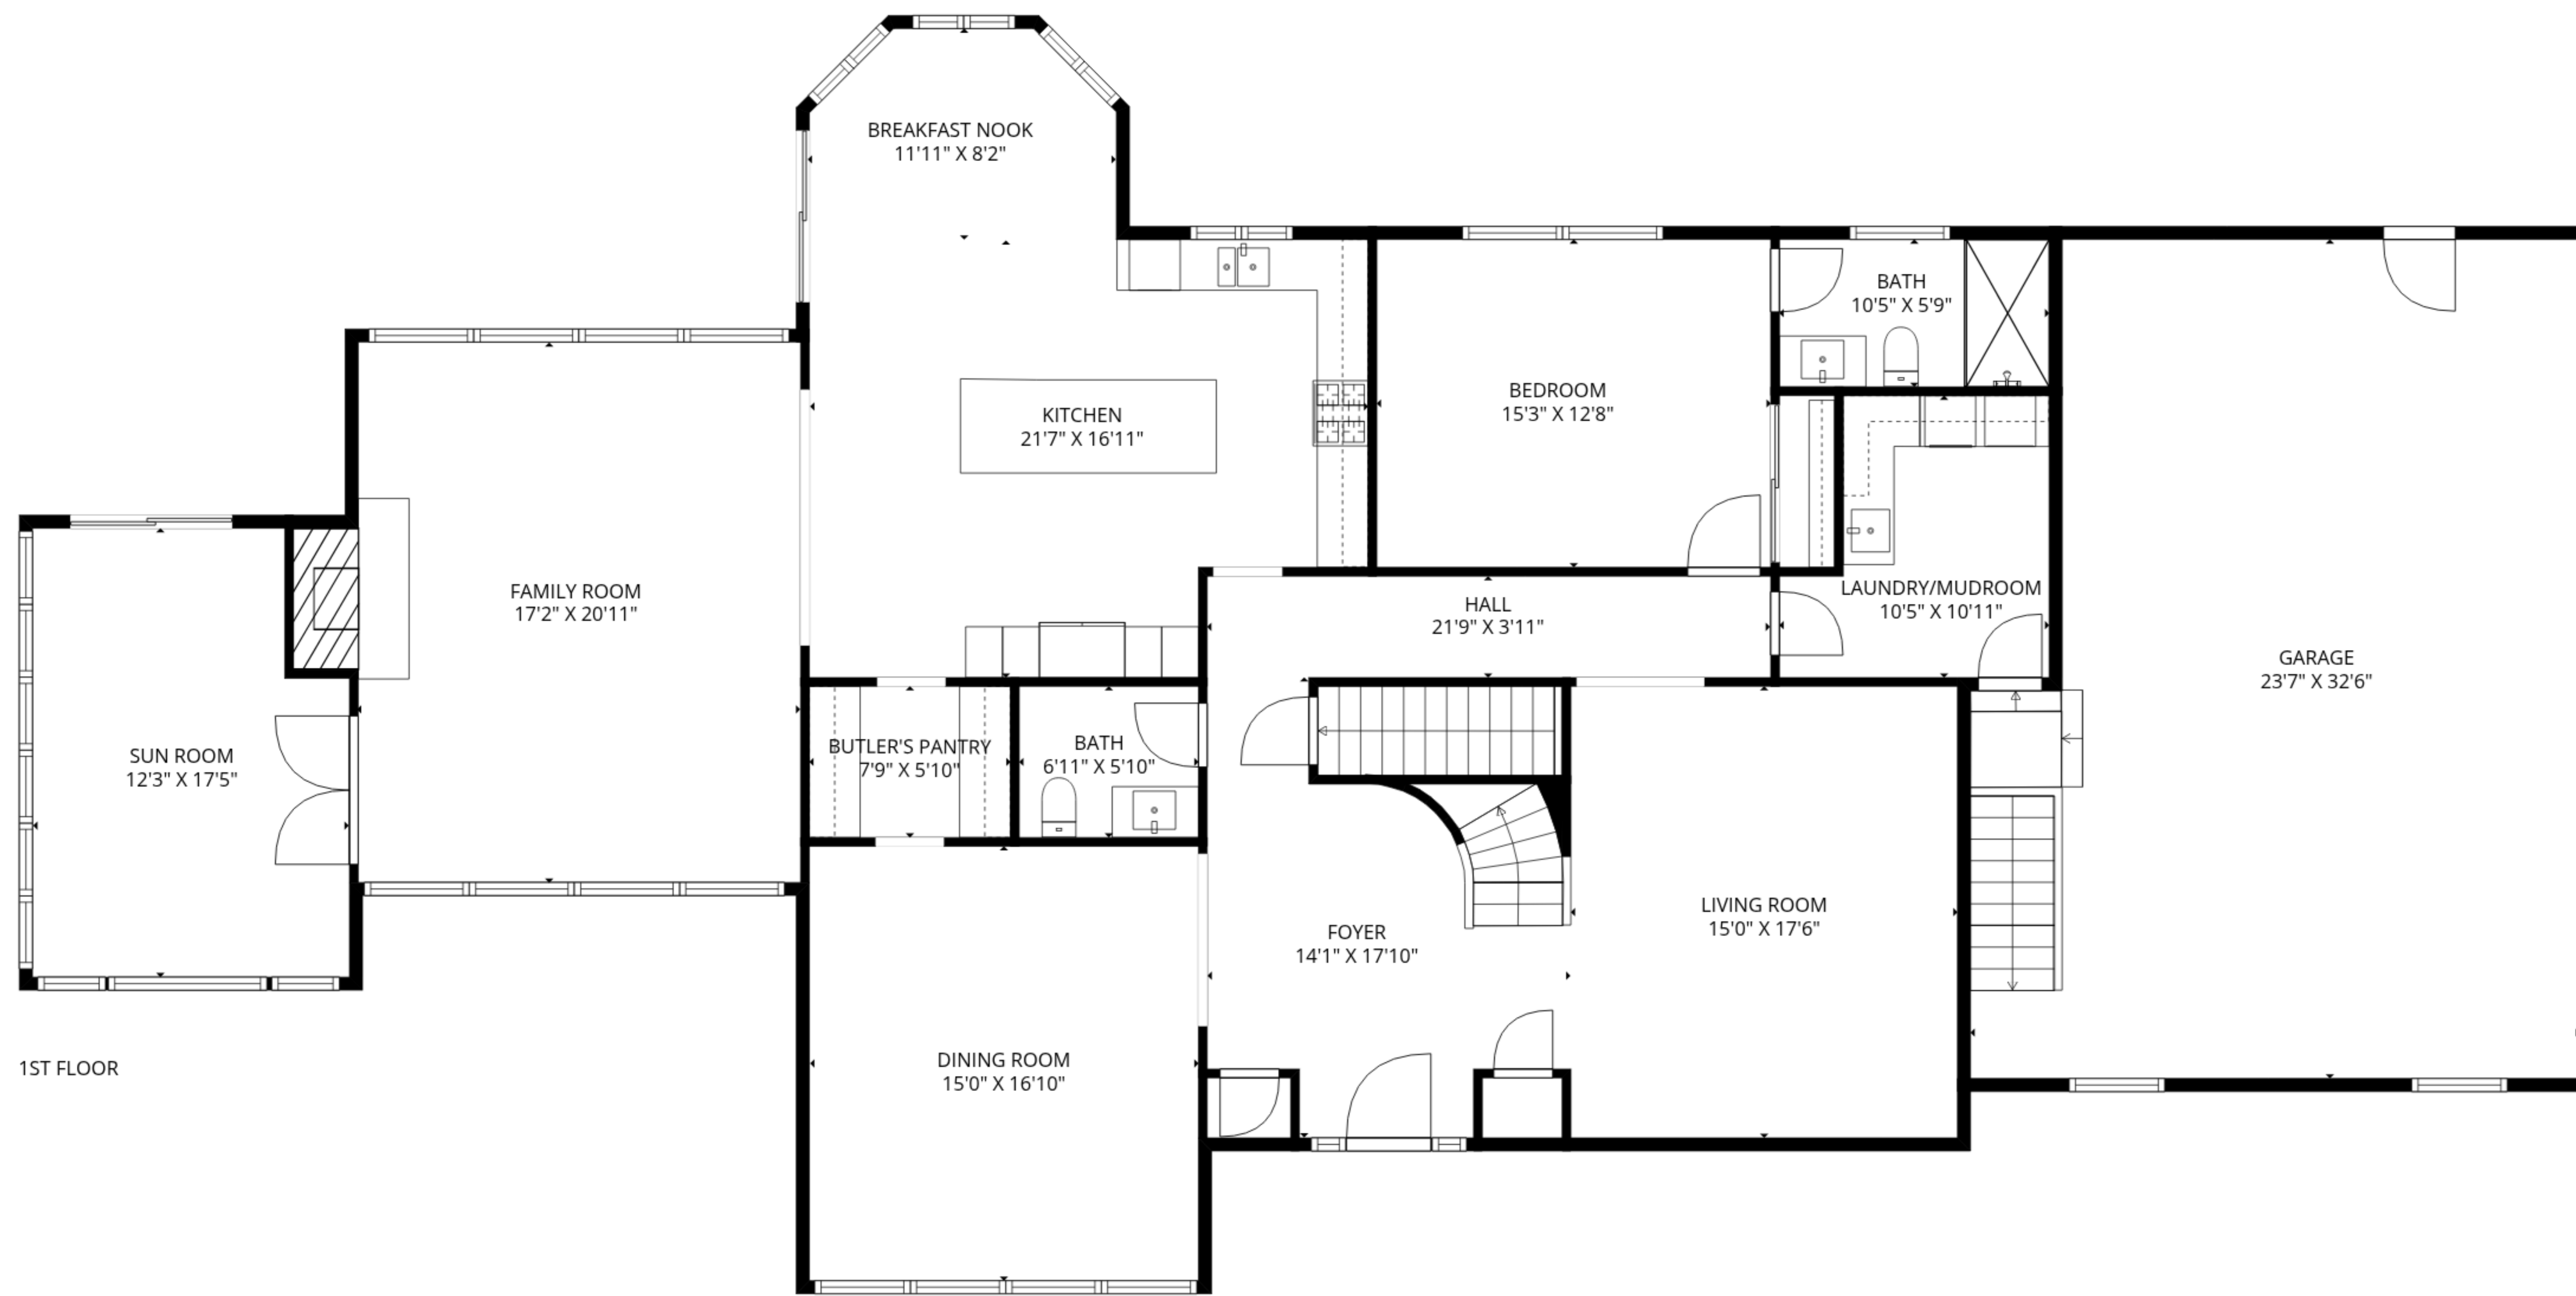 BREAKFAST NOOK
11'11" X 8'2"
BATH
10'5" X 5'9"
BEDROOM
15'3" X 12'8"
KITCHEN
21'7" X 16'11"
FAMILY ROOM
17'2" X 20'11"
HALL
21'9" X 3'11"
LAUNDRY/MUDROOM
10'5" X 10'11"
GARAGE
23'7" X 32'6"
SUN ROOM
12'3" X 17'5"
BUTLER'S PANTRY
7'9" X 5'10"
BATH
6'11" X 5'10"
LIVING ROOM
15'0" X 17'6"
FOYER
14'1" X 17'10"
DINING ROOM
15'0" X 16'10"
1ST FLOOR